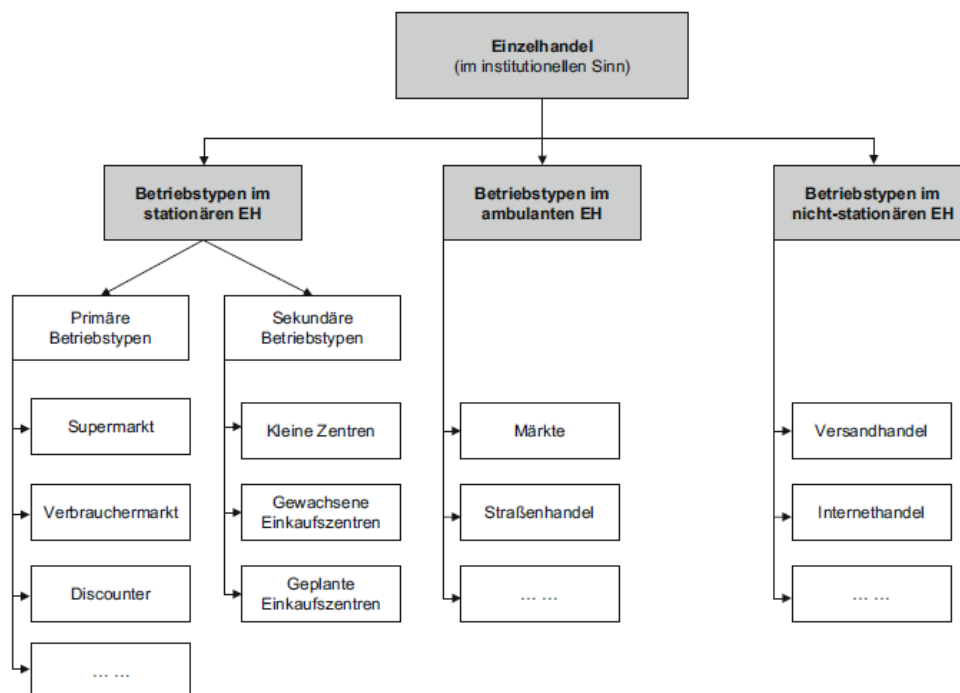 Einzelhandel
(im institutionellen Sinn)
Betriebstypen im
stationären EH
Betriebstypen im
ambulanten EH
Betriebstypen im
nicht-stationären EH
Primäre
Betriebstypen
Sekundäre
Betriebstypen
Supermarkt
Kleine Zentren
Märkte
Versandhandel
Verbrauchermarkt
Gewachsene
Einkaufszentren
Straßenhandel
Internethandel
Discounter
Geplante
Einkaufszentren
... ...
... ...
... ...